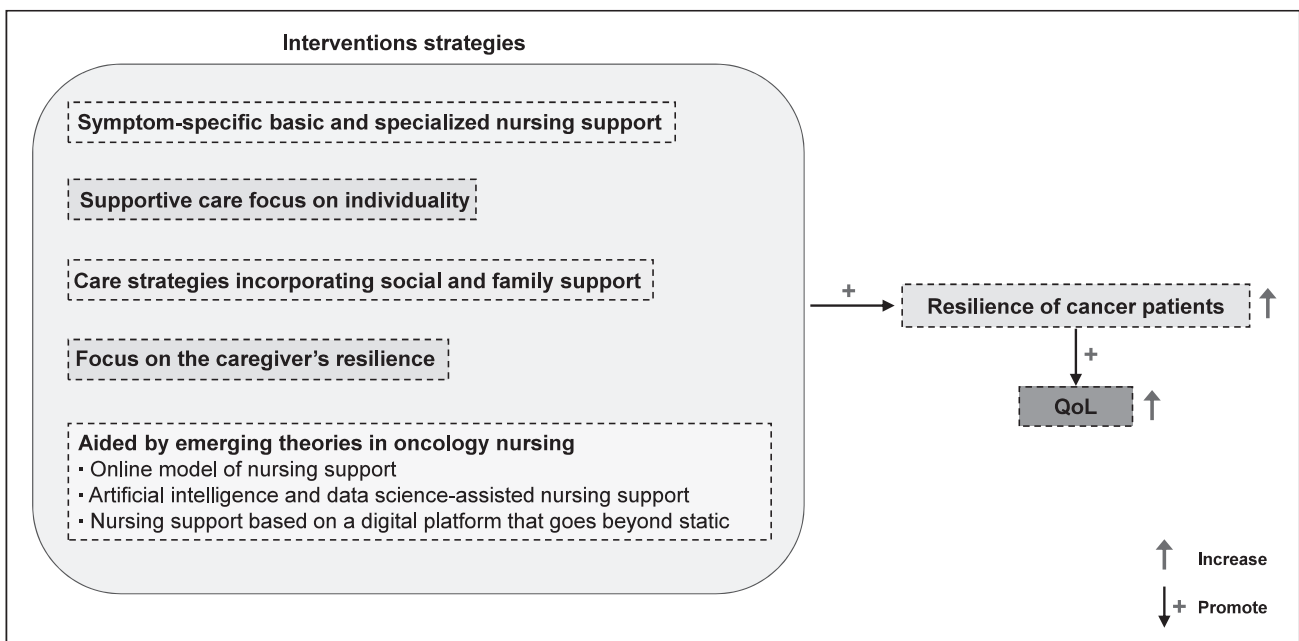 Interventions strategies
Symptom-specific basic and specialized nursing support
Supportive care focus on individuality
Care strategies incorporating social and family support
Focus on the caregiver's resilience
Aided by emerging theories in oncology nursing
· Online model of nursing support
· Artificial intelligence and data science-assisted nursing support
· Nursing support based on a digital platform that goes beyond static
+
Resilience of cancer patients
+
QoL
Increase
+ Promote